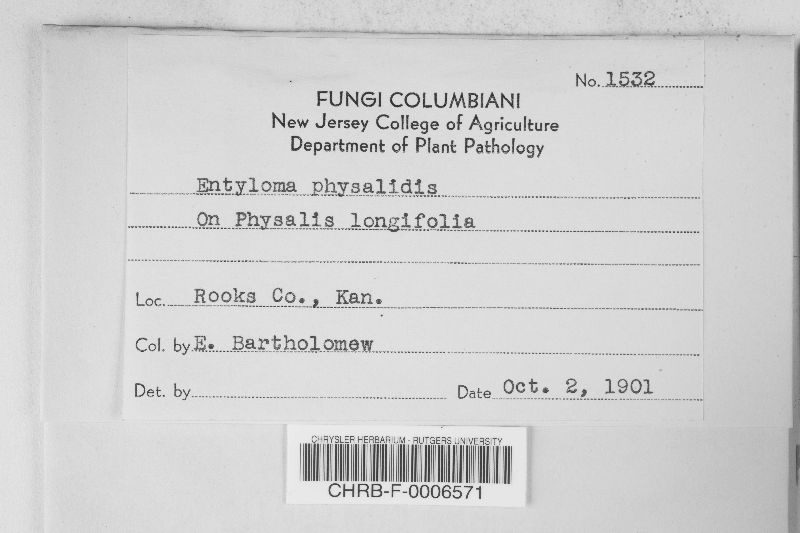 No. 1532
FUNGI COLUMBIANI
New Jersey College of Agriculture
Department of Plant Pathology
Entyloma physalidis
On Physalis longifolia
Loc. Rooks Co., Kan.
Col. by E. Bartholomew
Det. by Date Oct. 2, 1901
CHRYSLER HERBARIUM - RUTGERS UNIVERSITY
CHRB-F-0006571